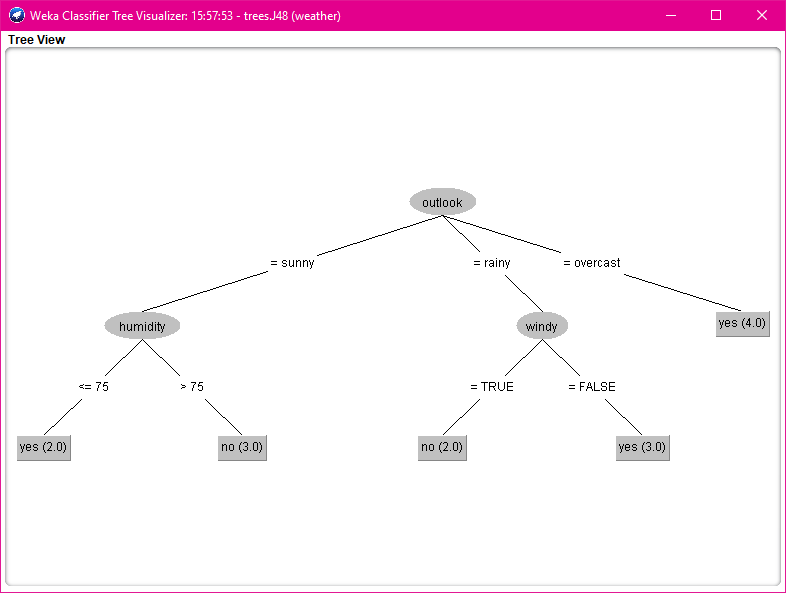 Weka Classifier Tree Visualizer: 15:57:53 - trees.J48 (weather)
Tree View
outlook
= sunny
= rainy
= overcast
humidity
windy
yes (4.0)
<= 75
> 75
= TRUE
= FALSE
yes (2.0)
no (3.0)
no (2.0)
yes (3.0)